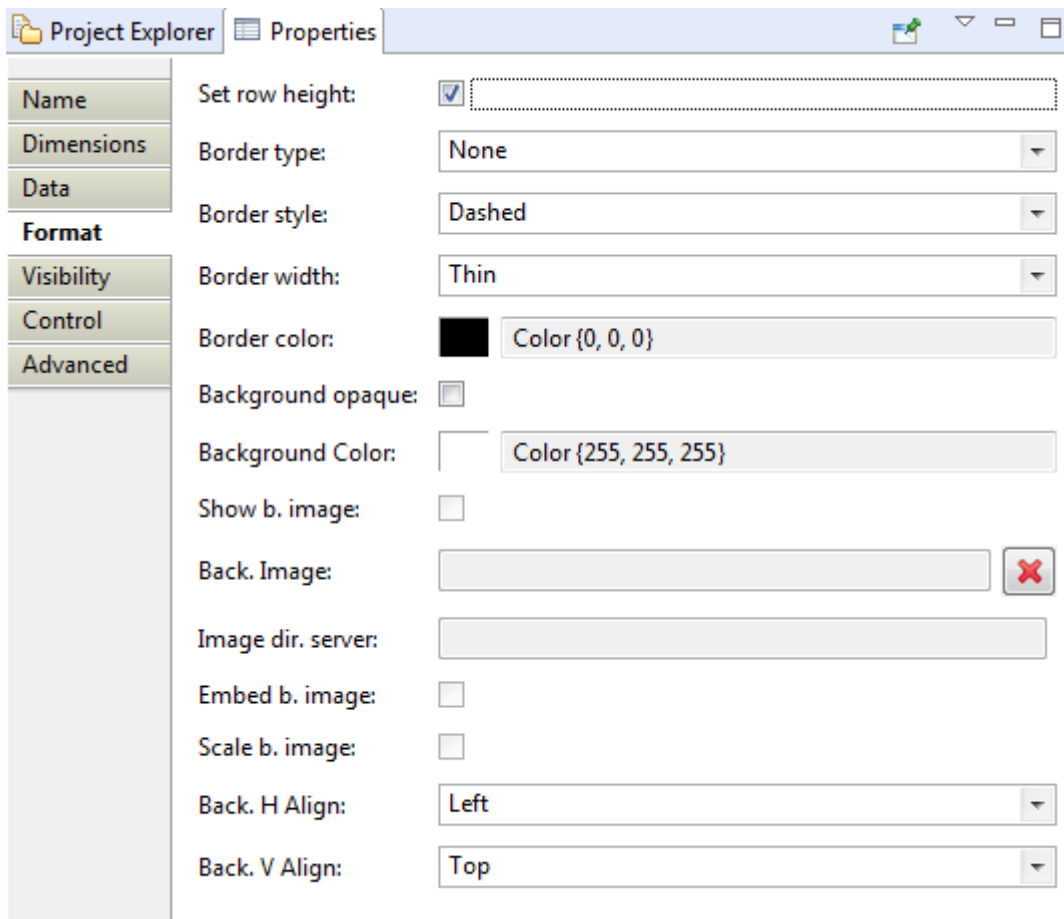 Project Explorer Properties
Name
Dimensions
Data
Format
Visibility
Control
Advanced
Set row height:
Border type: None
Border style: Dashed
Border width: Thin
Border color: Color {0, 0, 0}
Background opaque:
Background Color: Color {255, 255, 255}
Show b. image:
Back. Image:
Image dir. server:
Embed b. image:
Scale b. image:
Back. H Align: Left
Back. V Align: Top